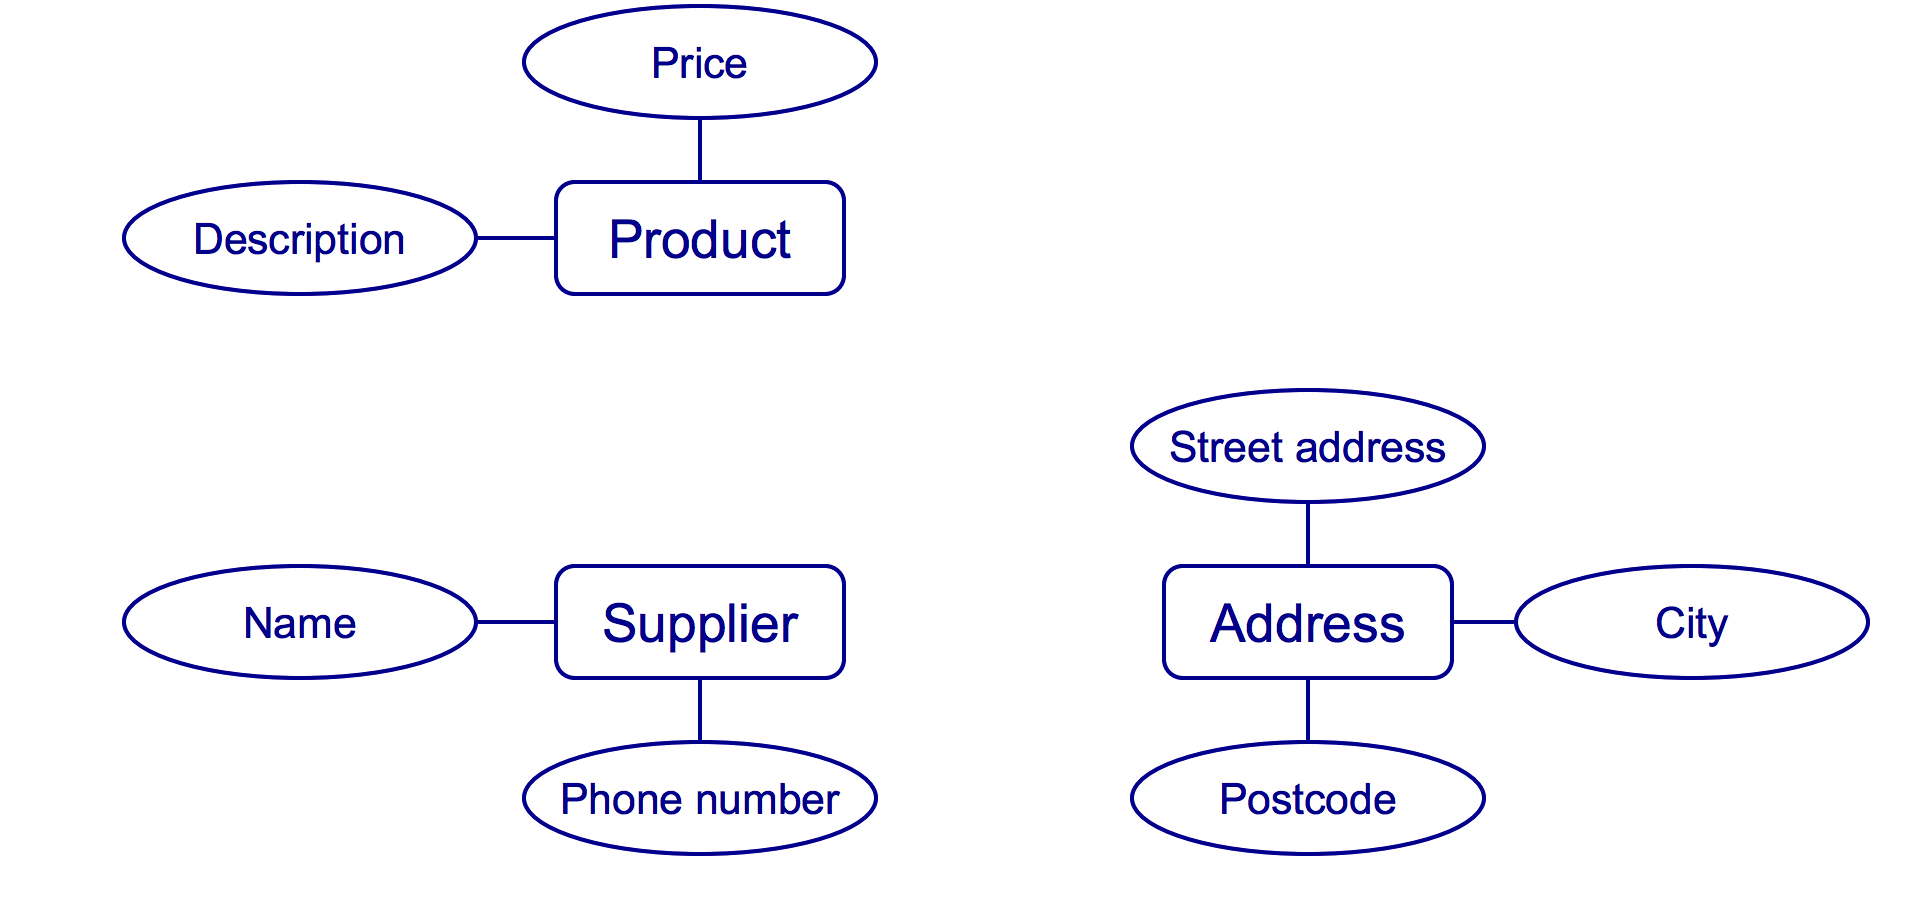 Price
Description
Product
Street address
Name
Supplier
Address
City
Phone number
Postcode